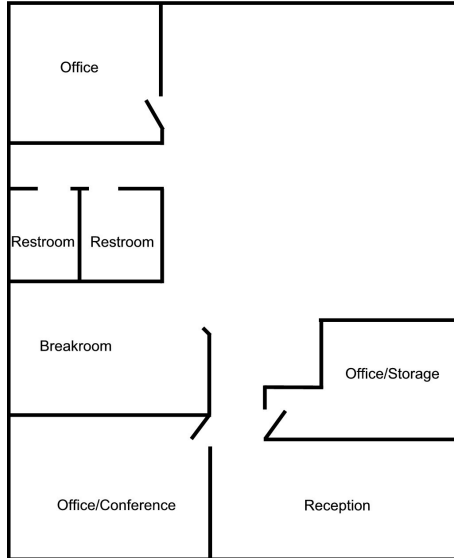 Office
Restroom
Restroom
Breakroom
Office/Storage
Office/Conference
Reception